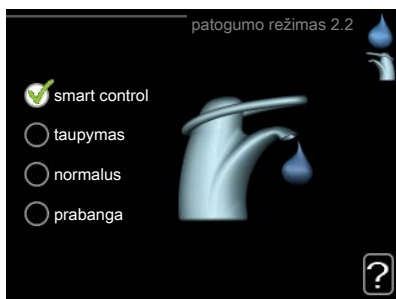 patogumo režimas 2.2
smart control
taupymas
normalus
prabanga
?